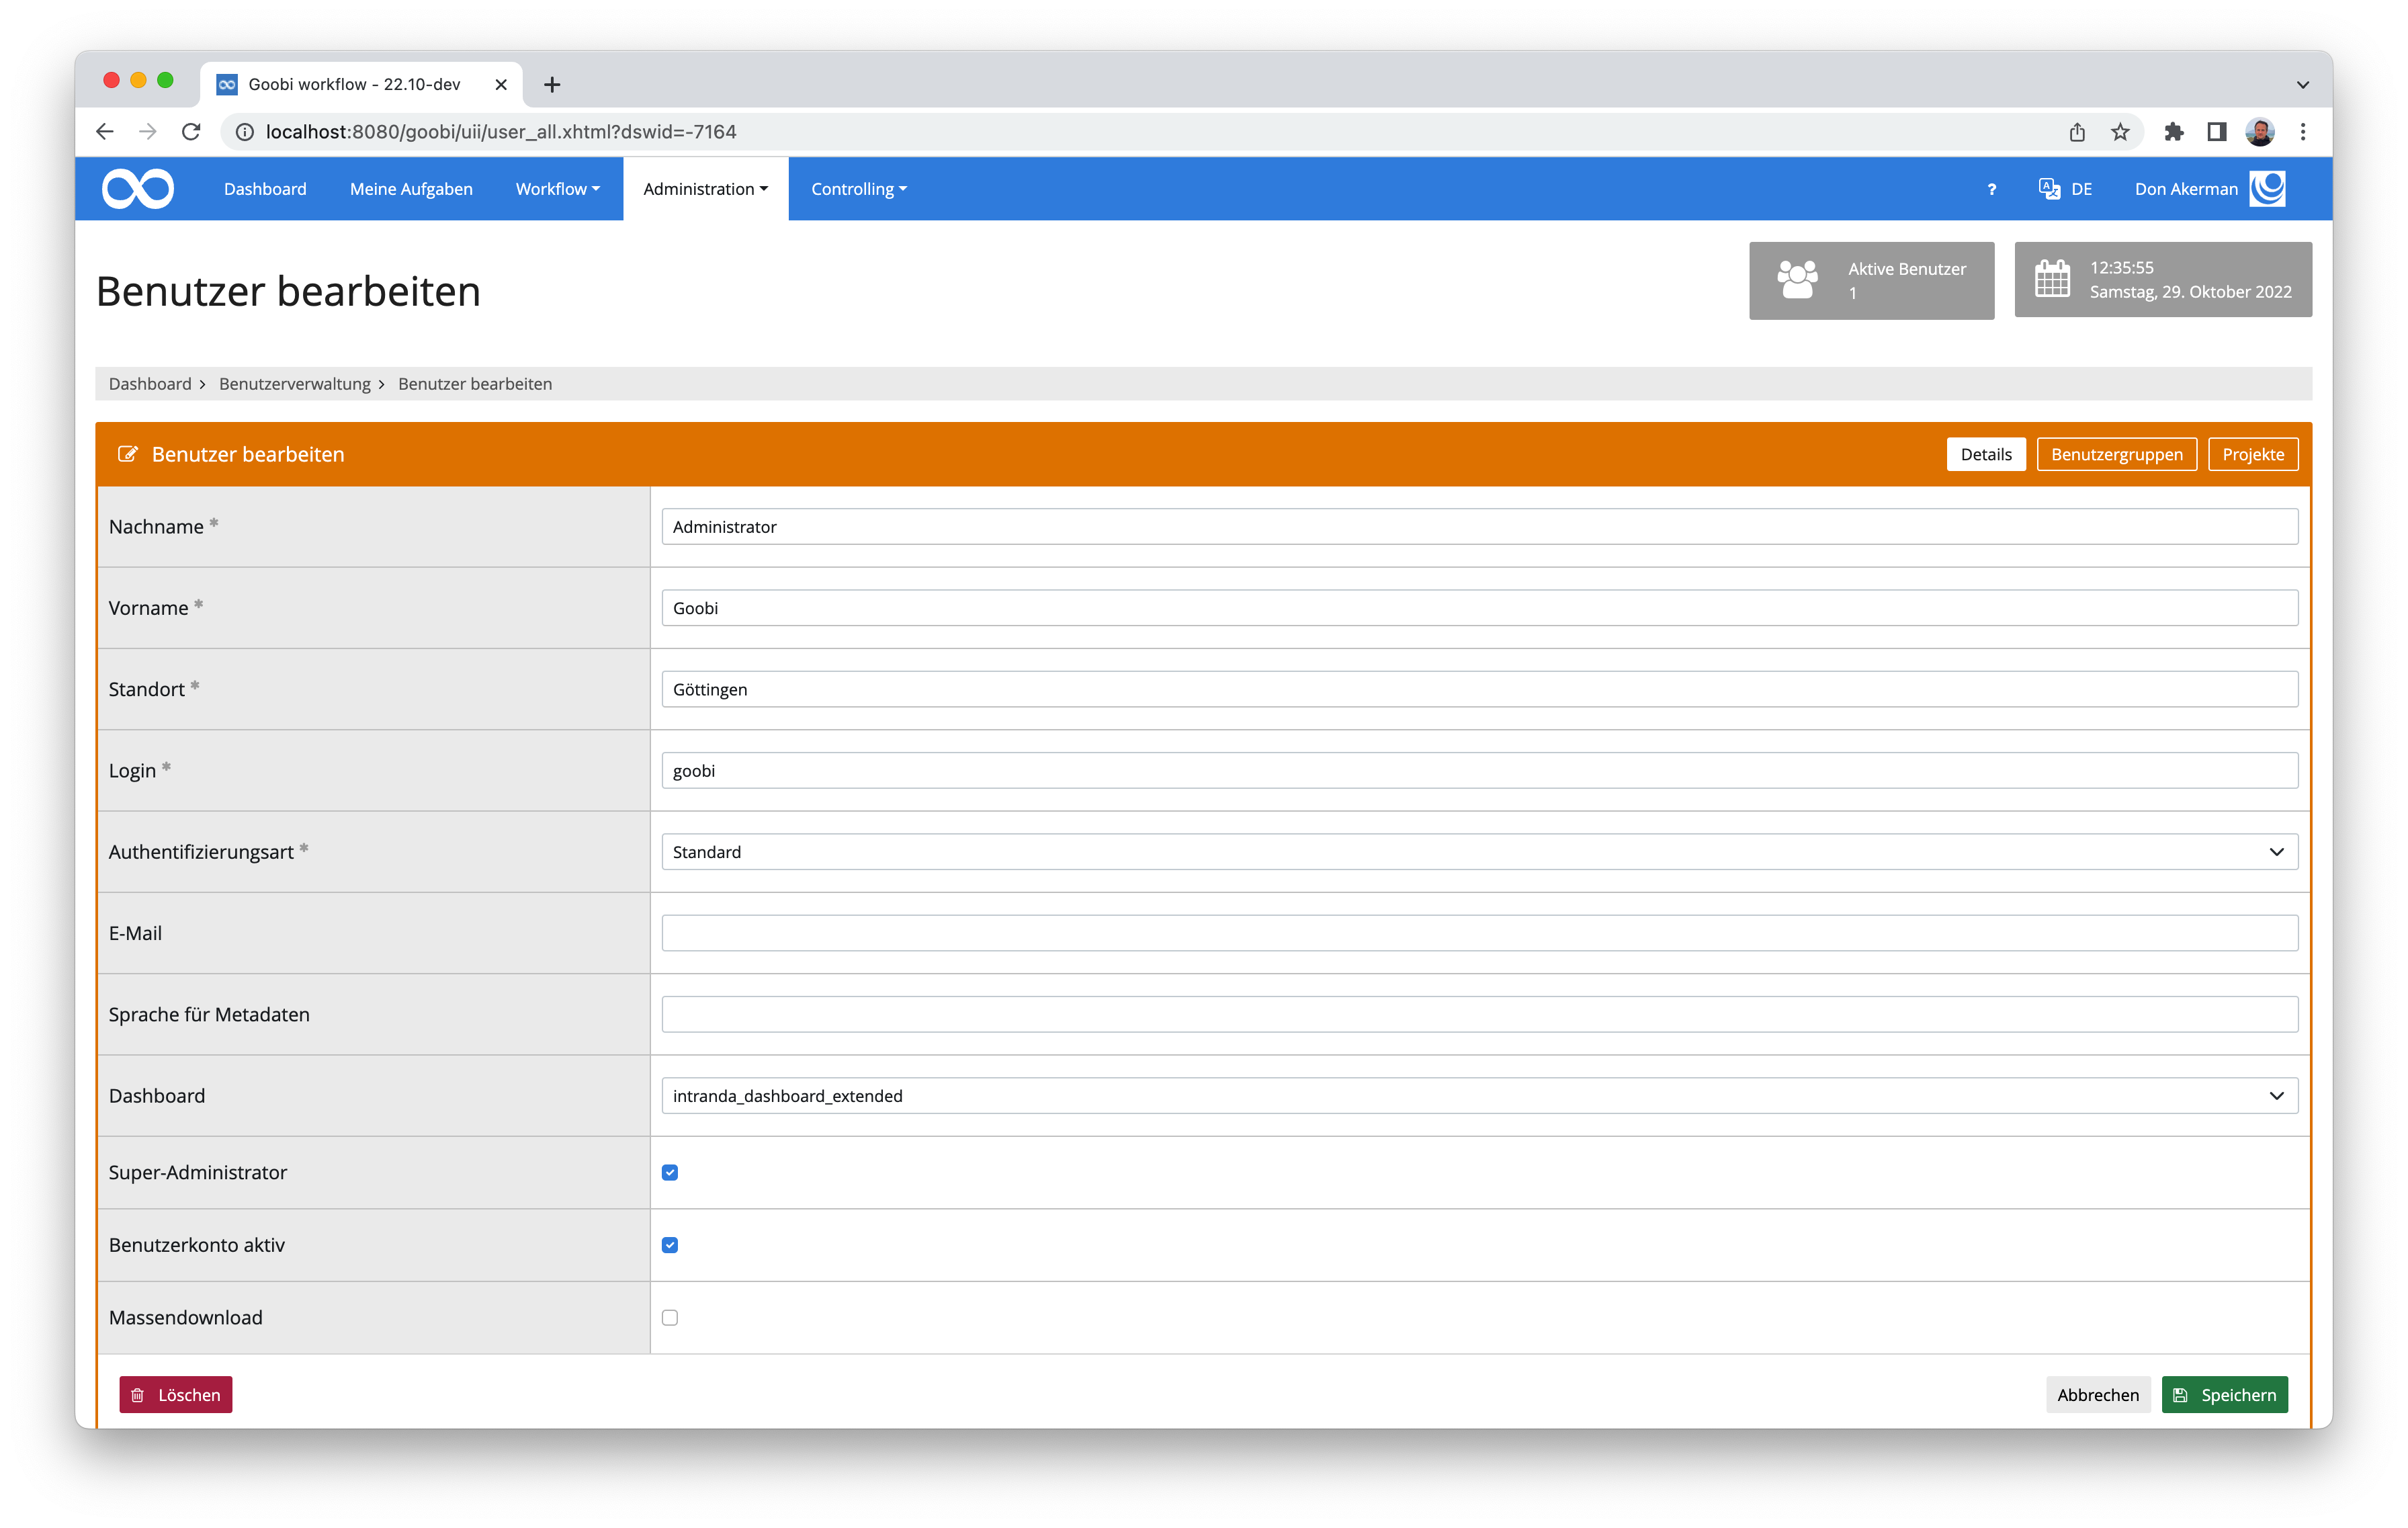 Goobi workflow - 22.10-dev
localhost:8080/goobi/uii/user_all.xhtml?dswid=-7164
Dashboard Meine Aufgaben Workflow Administration Controlling ? DE Don Akerman
Benutzer bearbeiten
Aktive Benutzer
1
12:35:55
Samstag, 29. Oktober 2022
Dashboard > Benutzerverwaltung > Benutzer bearbeiten
Benutzer bearbeiten Details Benutzergruppen Projekte
Nachname * Administrator
Vorname * Goobi
Standort * Göttingen
Login * goobi
Authentifizierungsart * Standard
E-Mail
Sprache für Metadaten
Dashboard intranda_dashboard_extended
Super-Administrator
Benutzerkonto aktiv
Massendownload
Löschen Abbrechen Speichern